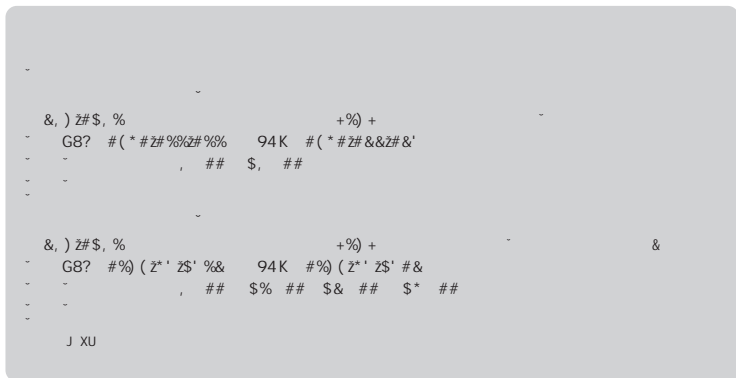 &,) ž#$, % +%) +
G8? #( * #ž#%%ž#%% 94K #( * #ž#&&ž#&'
, ## $, ##
&,) ž#$, % +%) + &
G8? #%) ( ž*' ž$' %& 94K #%) ( ž*' ž$' #&
, ## $% ## $& ## $* ##
J XU